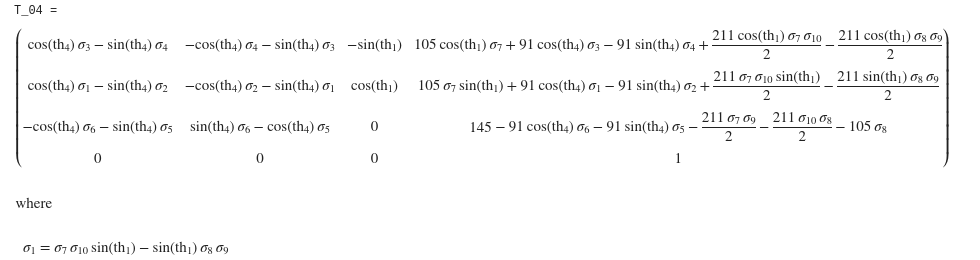 T_04 =
cos(th₄) σ₃ − sin(th₄) σ₄ −cos(th₄) σ₄ − sin(th₄) σ₃ −sin(th₁) 105 cos(th₁) σ₇ + 91 cos(th₄) σ₃ − 91 sin(th₄) σ₄ + 211 cos(th₁) σ₇ σ₁₀ / 2 − 211 cos(th₁) σ₈ σ₉ / 2
cos(th₄) σ₁ − sin(th₄) σ₂ −cos(th₄) σ₂ − sin(th₄) σ₁ cos(th₁) 105 σ₇ sin(th₁) + 91 cos(th₄) σ₁ − 91 sin(th₄) σ₂ + 211 σ₇ σ₁₀ sin(th₁) / 2 − 211 sin(th₁) σ₈ σ₉ / 2
−cos(th₄) σ₆ − sin(th₄) σ₅ sin(th₄) σ₆ − cos(th₄) σ₅ 0 145 − 91 cos(th₄) σ₆ − 91 sin(th₄) σ₅ − 211 σ₇ σ₉ / 2 − 211 σ₁₀ σ₈ / 2 − 105 σ₈
0 0 0 1
where
σ₁ = σ₇ σ₁₀ sin(th₁) − sin(th₁) σ₈ σ₉